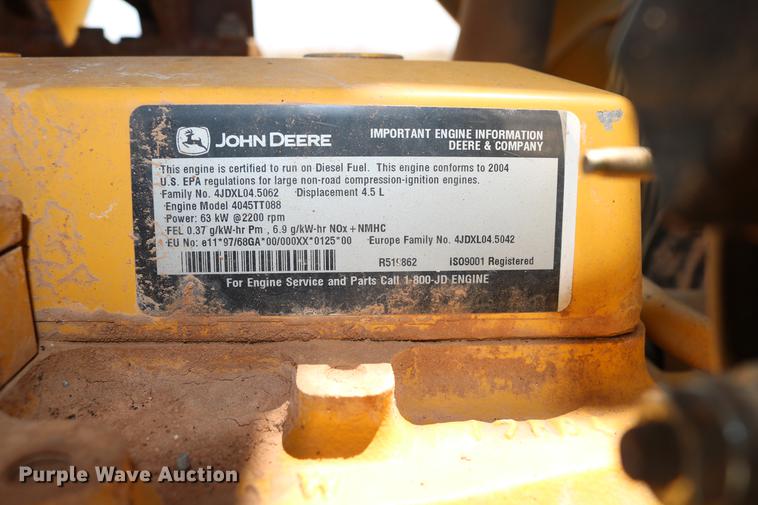 JOHN DEERE
IMPORTANT ENGINE INFORMATION
DEERE & COMPANY
This engine is certified to run on Diesel Fuel. This engine conforms to 2004
U.S. EPA regulations for large non-road compression-ignition engines.
Family No. 4JDXL04.5062 Displacement 4.5 L
Engine Model 4045TT088
Power: 63 kW @2200 rpm
FEL 0.37 g/kW-hr Pm , 6.9 g/kW-hr NOx + NMHC
EU No: e11*97/68GA*00/000XX*0125*00 Europe Family No. 4JDXL04.5042
ISO9001 Registered
For Engine Service and Parts Call 1-800-JD ENGINE
Purple Wave Auction